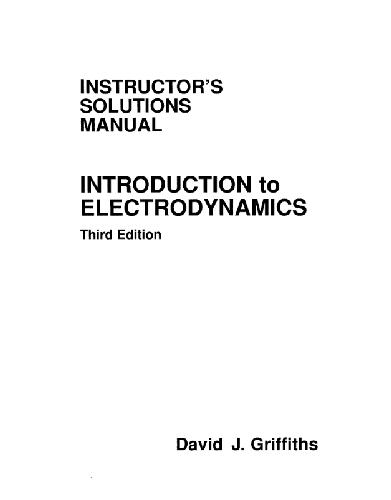 INSTRUCTOR'S
SOLUTIONS
MANUAL
INTRODUCTION to
ELECTRODYNAMICS
Third Edition
David J. Griffiths